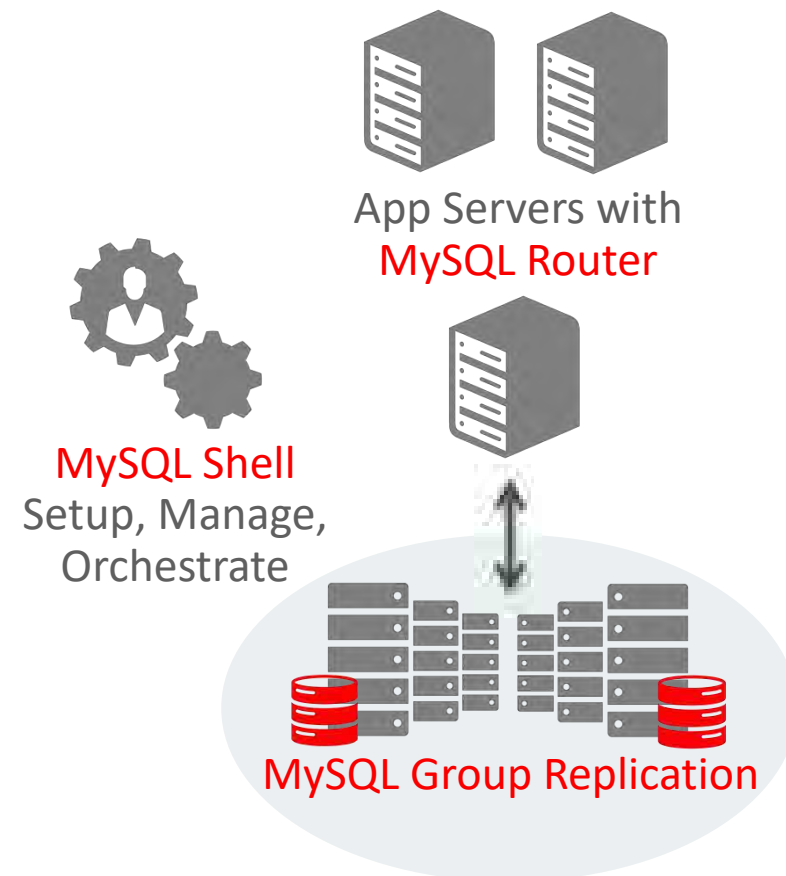 App Servers with
MySQL Router
MySQL Shell
Setup, Manage,
Orchestrate
MySQL Group Replication